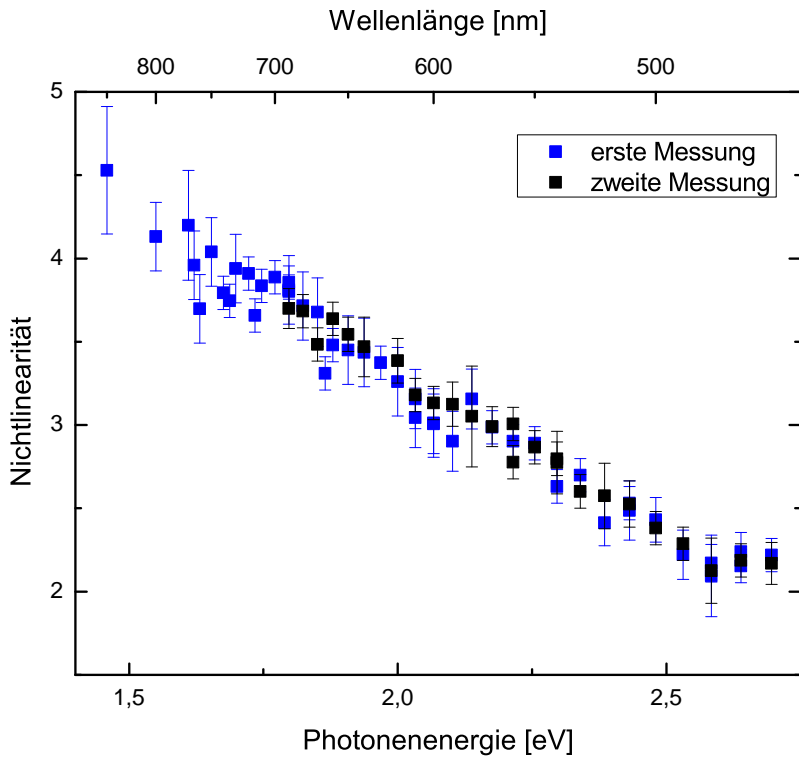 Wellenlänge [nm]
800 700 600 500
5
erste Messung
zweite Messung
4
Nichtlinearität
3
2
1,5 2,0 2,5
Photonenenergie [eV]